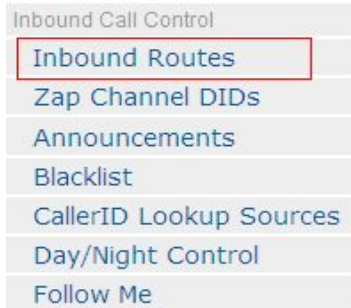 Inbound Call Control
Inbound Routes
Zap Channel DIDs
Announcements
Blacklist
CallerID Lookup Sources
Day/Night Control
Follow Me